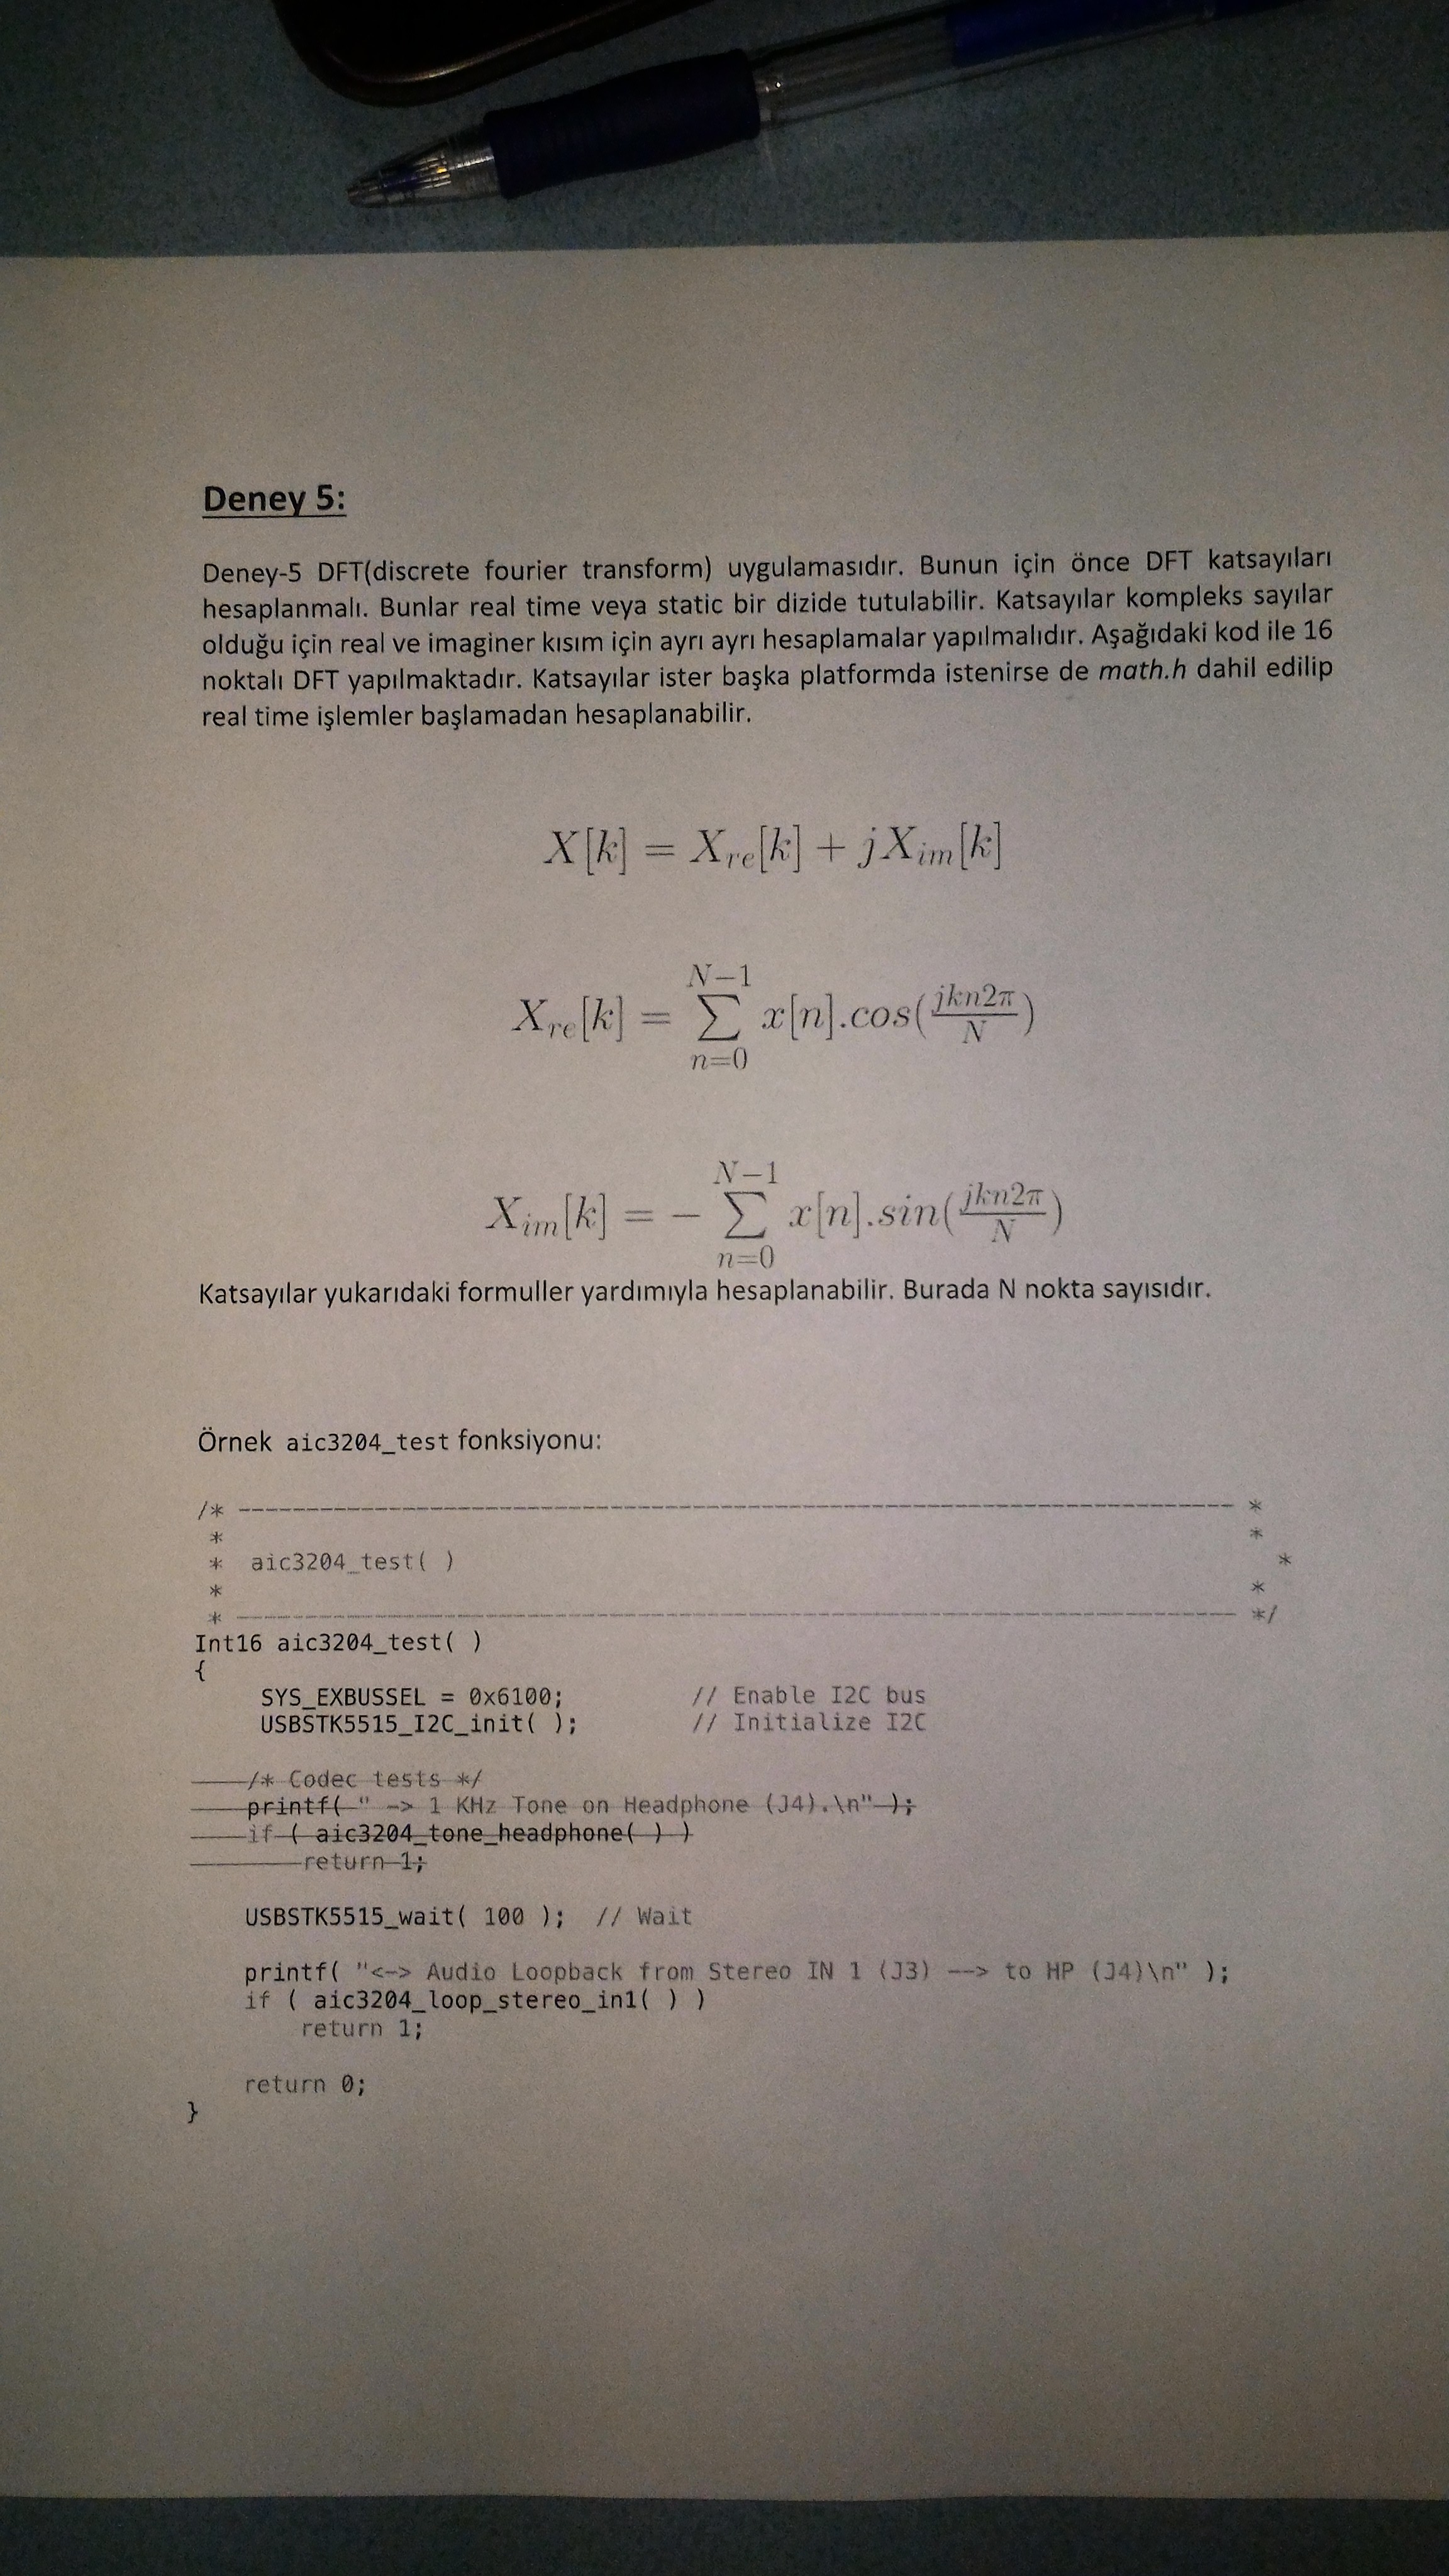 Deney 5:
Deney-5 DFT(discrete fourier transform) uygulamasıdır. Bunun için önce DFT katsayıları
hesaplanmalı. Bunlar real time veya static bir dizide tutulabilir. Katsayılar kompleks sayılar
olduğu için real ve imaginer kısım için ayrı ayrı hesaplamalar yapılmalıdır. Aşağıdaki kod ile 16
noktalı DFT yapılmaktadır. Katsayılar ister başka platformda istenirse de math.h dahil edilip
real time işlemler başlamadan hesaplanabilir.
X[k] = X_{re}[k] + jX_{im}[k]
X_{re}[k] = \sum_{n=0}^{N-1} x[n].cos(\frac{jkn2π}{N})
X_{im}[k] = - \sum_{n=0}^{N-1} x[n].sin(\frac{jkn2π}{N})
Katsayılar yukarıdaki formuller yardımıyla hesaplanabilir. Burada N nokta sayısıdır.
Örnek aic3204_test fonksiyonu:
/* ------------------------------------------------------------------------ *
 *                                                                          *
 *  aic3204_test( )                                                           *
 *                                                                          *
 * ------------------------------------------------------------------------ */
Int16 aic3204_test( )
{
    SYS_EXBUSSEL = 0x6100;         // Enable I2C bus
    USBSTK5515_I2C_init( );        // Initialize I2C
    /* Codec tests */
    printf( " -> 1 KHz Tone on Headphone (J4).\n" );
    if ( aic3204_tone_headphone( ) )
        return 1;
    USBSTK5515_wait( 100 );  // Wait
    printf( "<-> Audio Loopback from Stereo IN 1 (J3) --> to HP (J4)\n" );
    if ( aic3204_loop_stereo_in1( ) )
        return 1;
    return 0;
}